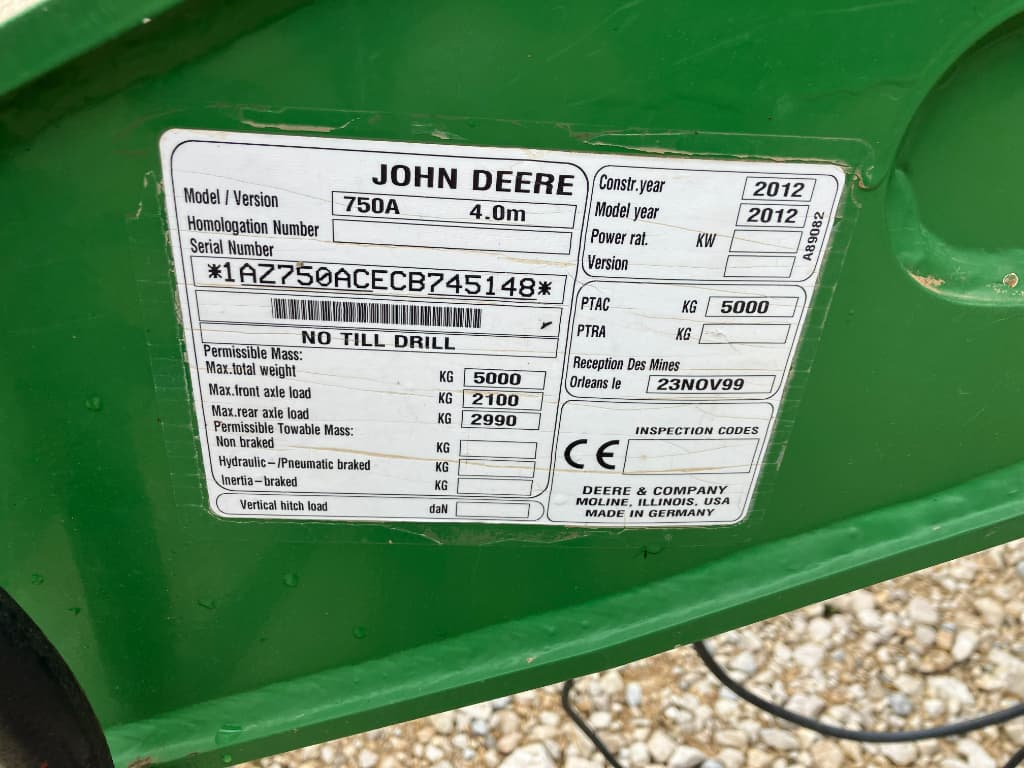 JOHN DEERE
Model / Version 750A 4.0m
Homologation Number
Serial Number
*1AZ750ACECB745148*
NO TILL DRILL
Permissible Mass:
Max.total weight KG 5000
Max.front axle load KG 2100
Max.rear axle load KG 2990
Permissible Towable Mass:
Non braked KG
Hydraulic-/Pneumatic braked KG
Inertia-braked KG
Vertical hitch load daN
Constr.year 2012
Model year 2012
Power rat. KW
Version
A89082
PTAC KG 5000
PTRA KG
Reception Des Mines
Orleans le 23NOV99
INSPECTION CODES
CE
DEERE & COMPANY
MOLINE, ILLINOIS, USA
MADE IN GERMANY